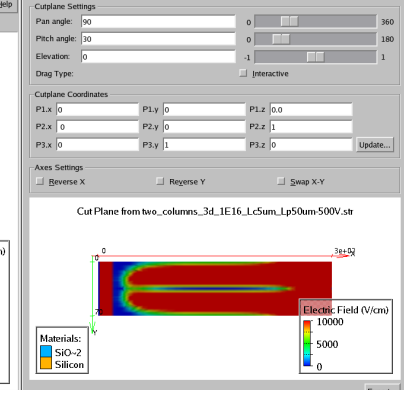 Help
Cutplane Settings
Pan angle: 90 0 360
Pitch angle: 30 0 180
Elevation: 0 -1 1
Drag Type: Interactive
Cutplane Coordinates
P1.x 0 P1.y 0 P1.z 0.0
P2.x 0 P2.y 0 P2.z 1
P3.x 0 P3.y 1 P3.z 0 Update...
Axes Settings
Reverse X Reverse Y Swap X-Y
Cut Plane from two_columns_3d_1E16_Lc5um_Lp50um-500V.str
0 3e+02
0 X
Electric Field (V/cm)
10000
5000
0
Y
Materials:
SiO~2
Silicon